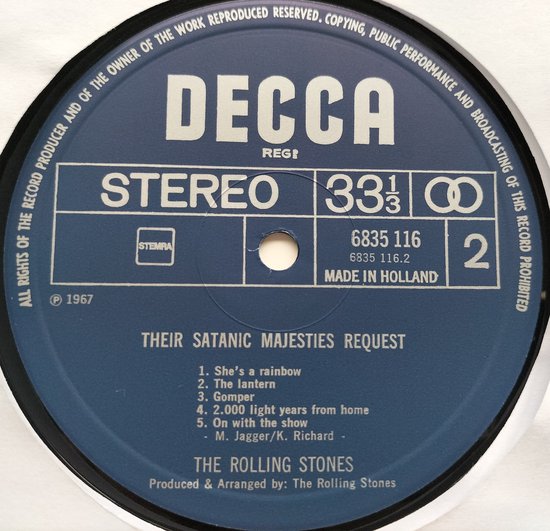 ALL RIGHTS OF THE RECORD PRODUCER AND OF THE OWNER OF THE WORK REPRODUCED RESERVED. COPYING, PUBLIC PERFORMANCE AND BROADCASTING OF THIS RECORD PROHIBITED
DECCA
REGD
STEREO 33 1/3
STEMRA
6835 116
6835 116.2
MADE IN HOLLAND
2
℗ 1967
THEIR SATANIC MAJESTIES REQUEST
1. She's a rainbow
2. The lantern
3. Gomper
4. 2.000 light years from home
5. On with the show
- M. Jagger/K. Richard -
THE ROLLING STONES
Produced & Arranged by: The Rolling Stones